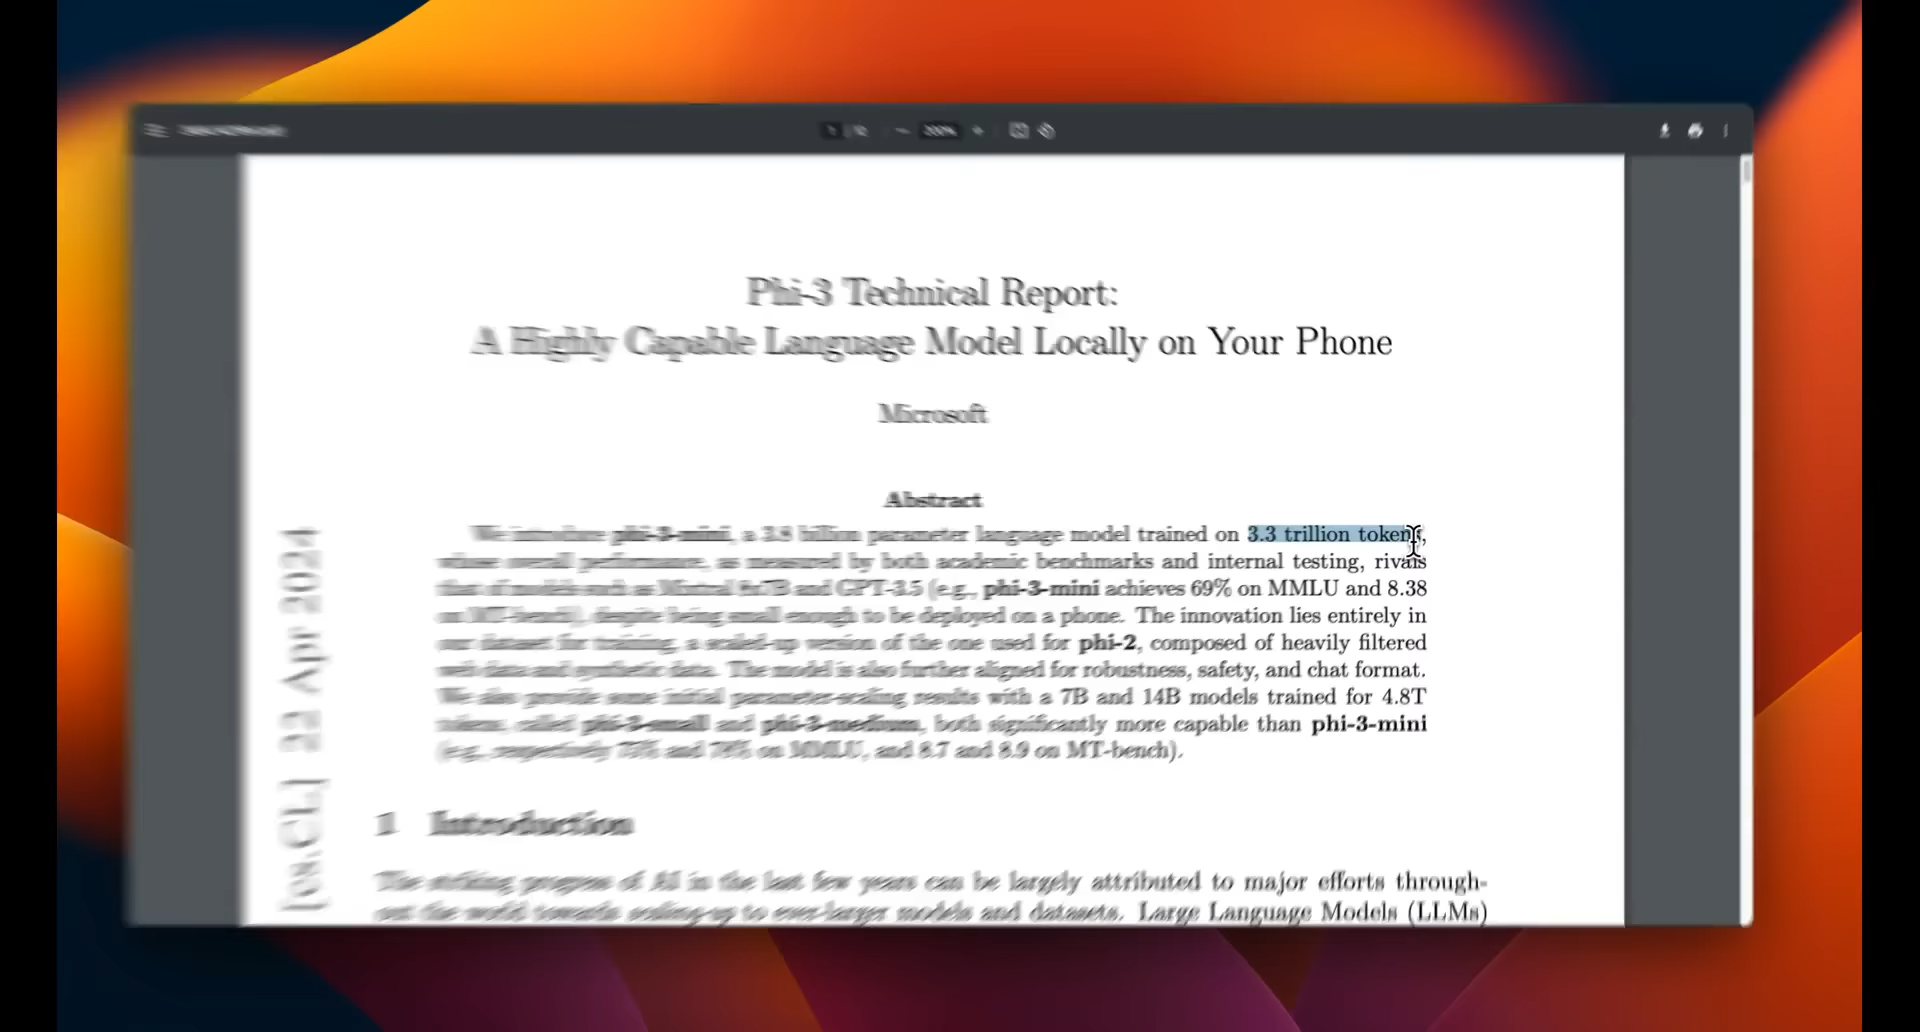 Phi-3 Technical Report:
A Highly Capable Language Model Locally on Your Phone
Microsoft
Abstract
We introduce phi-3-mini, a 3.8 billion parameter language model trained on 3.3 trillion tokens,
whose overall performance, as measured by both academic benchmarks and internal testing, rivals
that of models such as Mixtral 8x7B and GPT-3.5 (e.g., phi-3-mini achieves 69% on MMLU and 8.38
on MT-bench), despite being small enough to be deployed on a phone. The innovation lies entirely in
our dataset for training, a scaled-up version of the one used for phi-2, composed of heavily filtered
web data and synthetic data. The model is also further aligned for robustness, safety, and chat format.
We also provide some initial parameter-scaling results with a 7B and 14B models trained for 4.8T
tokens, called phi-3-small and phi-3-medium, both significantly more capable than phi-3-mini
(e.g., respectively 75% and 78% on MMLU, and 8.7 and 8.9 on MT-bench).
[cs.CL] 22 Apr 2024
1 Introduction
The striking progress of AI in the last few years can be largely attributed to major efforts through-
out the world towards scaling-up to ever-larger models and datasets. Large Language Models (LLMs)